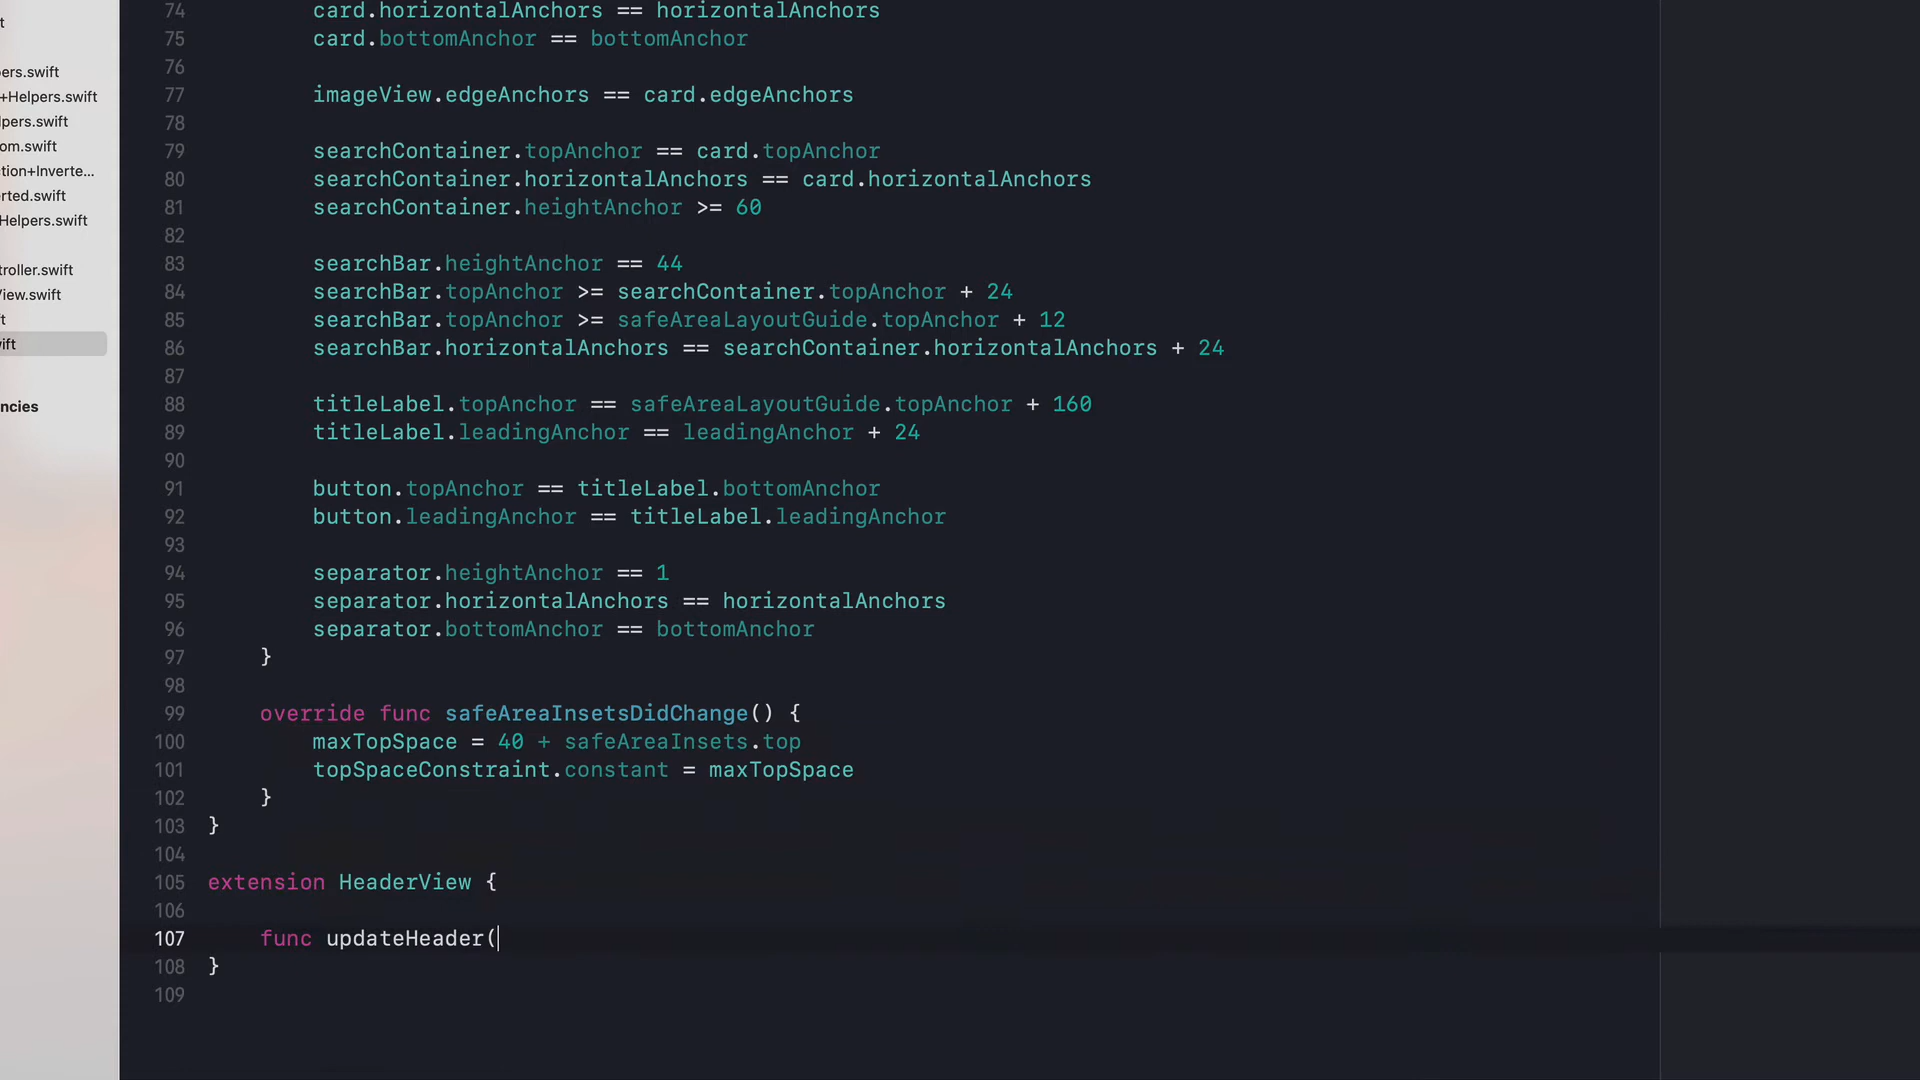 t
pers.swift
+Helpers.swift
lpers.swift
om.swift
ction+Inverte...
rted.swift
Helpers.swift
troller.swift
View.swift
ft
wift
ncies
74 card.horizontalAnchors == horizontalAnchors
75 card.bottomAnchor == bottomAnchor
76
77 imageView.edgeAnchors == card.edgeAnchors
78
79 searchContainer.topAnchor == card.topAnchor
80 searchContainer.horizontalAnchors == card.horizontalAnchors
81 searchContainer.heightAnchor >= 60
82
83 searchBar.heightAnchor == 44
84 searchBar.topAnchor >= searchContainer.topAnchor + 24
85 searchBar.topAnchor >= safeAreaLayoutGuide.topAnchor + 12
86 searchBar.horizontalAnchors == searchContainer.horizontalAnchors + 24
87
88 titleLabel.topAnchor == safeAreaLayoutGuide.topAnchor + 160
89 titleLabel.leadingAnchor == leadingAnchor + 24
90
91 button.topAnchor == titleLabel.bottomAnchor
92 button.leadingAnchor == titleLabel.leadingAnchor
93
94 separator.heightAnchor == 1
95 separator.horizontalAnchors == horizontalAnchors
96 separator.bottomAnchor == bottomAnchor
97 }
98
99 override func safeAreaInsetsDidChange() {
100 maxTopSpace = 40 + safeAreaInsets.top
101 topSpaceConstraint.constant = maxTopSpace
102 }
103 }
104
105 extension HeaderView {
106
107 func updateHeader(
108 }
109